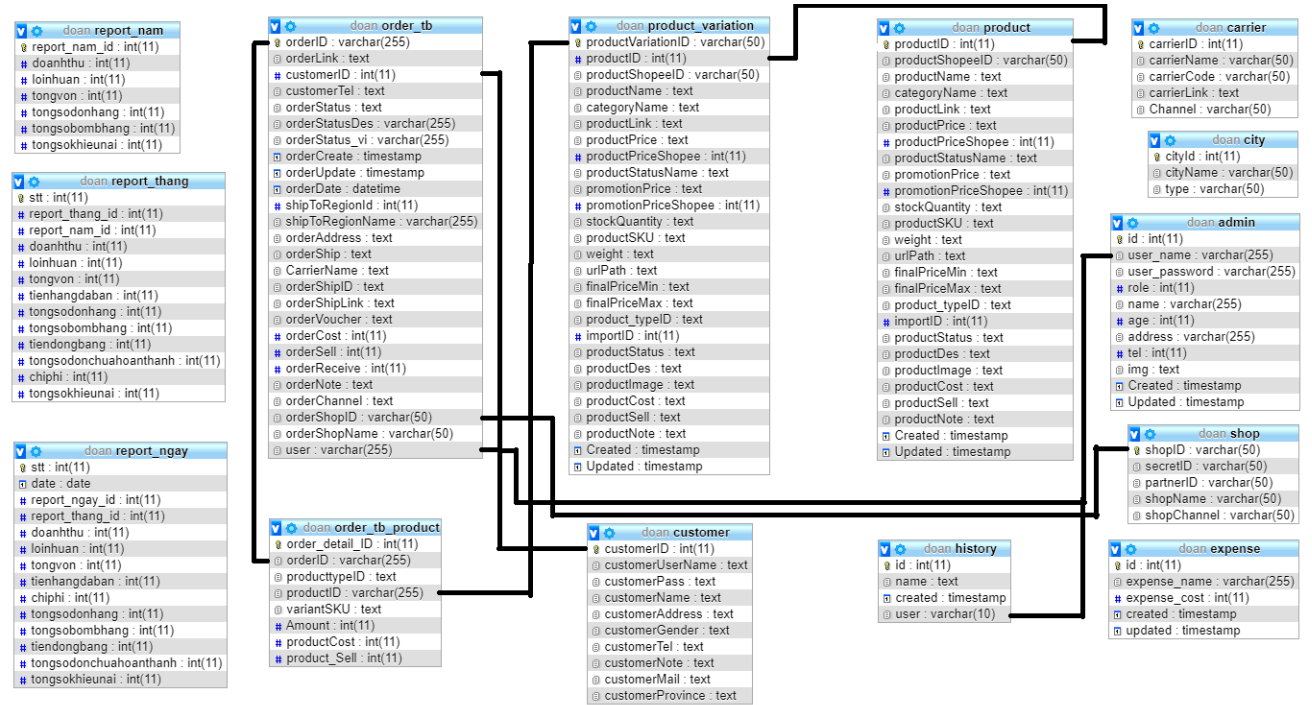 doan report_nam
report_nam_id : int(11)
doanhthu : int(11)
loinhuan : int(11)
tongvon : int(11)
tongsodonhang : int(11)
tongsobombhang : int(11)
tongsokhieunai : int(11)
doan report_thang
stt : int(11)
report_thang_id : int(11)
report_nam_id : int(11)
doanhthu : int(11)
loinhuan : int(11)
tongvon : int(11)
tienhangdaban : int(11)
tongsodonhang : int(11)
tongsobombhang : int(11)
tiendongbang : int(11)
tongsodonchuahoanthanh : int(11)
chiphi : int(11)
tongsokhieunai : int(11)
doan report_ngay
stt : int(11)
date : date
report_ngay_id : int(11)
report_thang_id : int(11)
doanhthu : int(11)
loinhuan : int(11)
tongvon : int(11)
tienhangdaban : int(11)
chiphi : int(11)
tongsodonhang : int(11)
tongsobombhang : int(11)
tiendongbang : int(11)
tongsodonchuahoanthanh : int(11)
tongsokhieunai : int(11)
doan order_tb
orderID : varchar(255)
orderLink : text
customerID : int(11)
customerTel : text
orderStatus : text
orderStatusDes : varchar(255)
orderStatus_vi : varchar(255)
orderCreate : timestamp
orderUpdate : timestamp
orderDate : datetime
shipToRegionId : int(11)
shipToRegionName : varchar(255)
orderAddress : text
orderShip : text
CarrierName : text
orderShipID : text
orderShipLink : text
orderVoucher : text
orderCost : int(11)
orderSell : int(11)
orderReceive : int(11)
orderNote : text
orderChannel : text
orderShopID : varchar(50)
orderShopName : varchar(50)
user : varchar(255)
doan order_tb_product
order_detail_ID : int(11)
orderID : varchar(255)
producttypeID : text
productID : varchar(255)
variantSKU : text
Amount : int(11)
productCost : int(11)
product_Sell : int(11)
doan product_variation
productVariationID : varchar(50)
productID : int(11)
productShopeeID : varchar(50)
productName : text
categoryName : text
productLink : text
productPrice : text
productPriceShopee : int(11)
productStatusName : text
promotionPrice : text
promotionPriceShopee : int(11)
stockQuantity : text
productSKU : text
weight : text
urlPath : text
finalPriceMin : text
finalPriceMax : text
product_typeID : text
importID : int(11)
productStatus : text
productDes : text
productImage : text
productCost : text
productSell : text
productNote : text
Created : timestamp
Updated : timestamp
doan customer
customerID : int(11)
customerUserName : text
customerPass : text
customerName : text
customerAddress : text
customerGender : text
customerTel : text
customerNote : text
customerMail : text
customerProvince : text
doan product
productID : int(11)
productShopeeID : varchar(50)
productName : text
categoryName : text
productLink : text
productPrice : text
productPriceShopee : int(11)
productStatusName : text
promotionPrice : text
promotionPriceShopee : int(11)
stockQuantity : text
productSKU : text
weight : text
urlPath : text
finalPriceMin : text
finalPriceMax : text
product_typeID : text
importID : int(11)
productStatus : text
productDes : text
productImage : text
productCost : text
productSell : text
productNote : text
Created : timestamp
Updated : timestamp
doan history
id : int(11)
name : text
created : timestamp
user : varchar(10)
doan carrier
carrierID : int(11)
carrierName : varchar(50)
carrierCode : varchar(50)
carrierLink : text
Channel : varchar(50)
doan city
cityId : int(11)
cityName : varchar(50)
type : varchar(50)
doan admin
id : int(11)
user_name : varchar(255)
user_password : varchar(255)
role : int(11)
name : varchar(255)
age : int(11)
address : varchar(255)
tel : int(11)
img : text
Created : timestamp
Updated : timestamp
doan shop
shopID : varchar(50)
secretID : varchar(50)
partnerID : varchar(50)
shopName : varchar(50)
shopChannel : varchar(50)
doan expense
id : int(11)
expense_name : varchar(255)
expense_cost : int(11)
created : timestamp
updated : timestamp